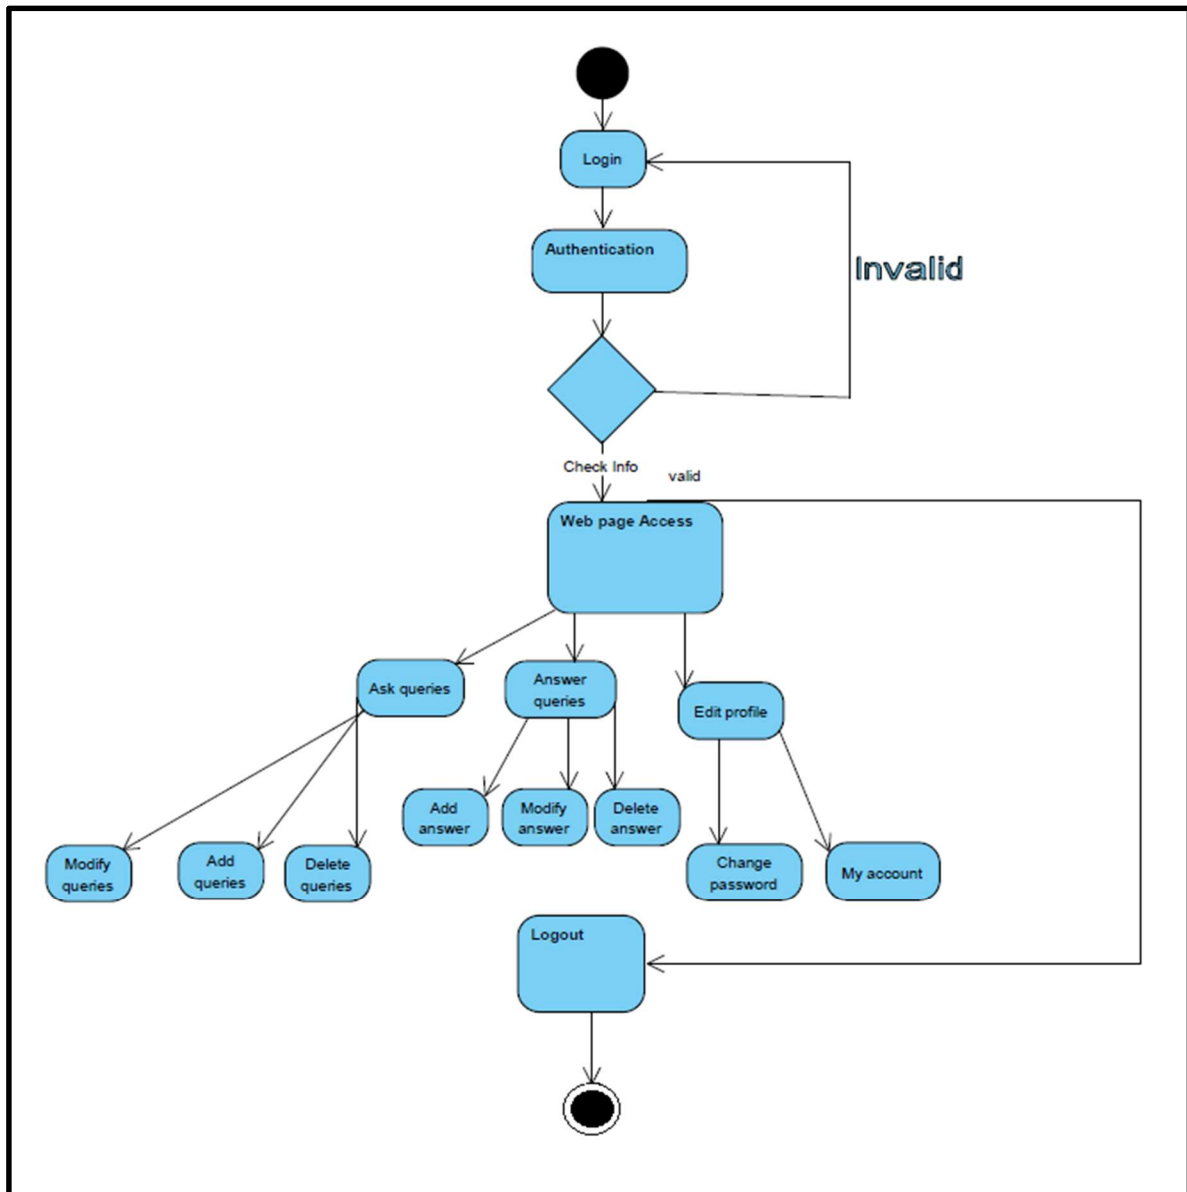 Login
Authentication
Invalid
Check Info
valid
Web page Access
Ask queries
Answer
queries
Edit profile
Add
answer
Modify
answer
Delete
answer
Modify
queries
Add
queries
Delete
queries
Change
password
My account
Logout